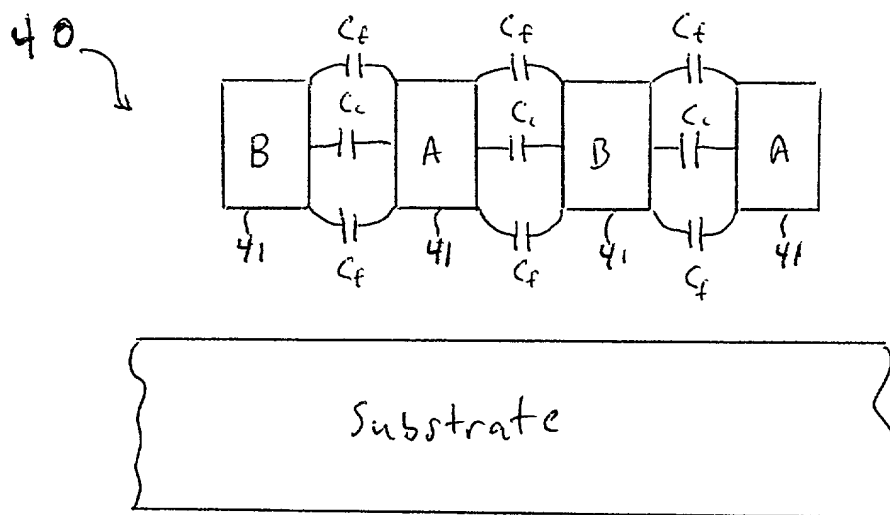 40
Cf Cf Cf
Cc Cc Cc
B A B A
41 41 41 41
Cf Cf Cf
Substrate